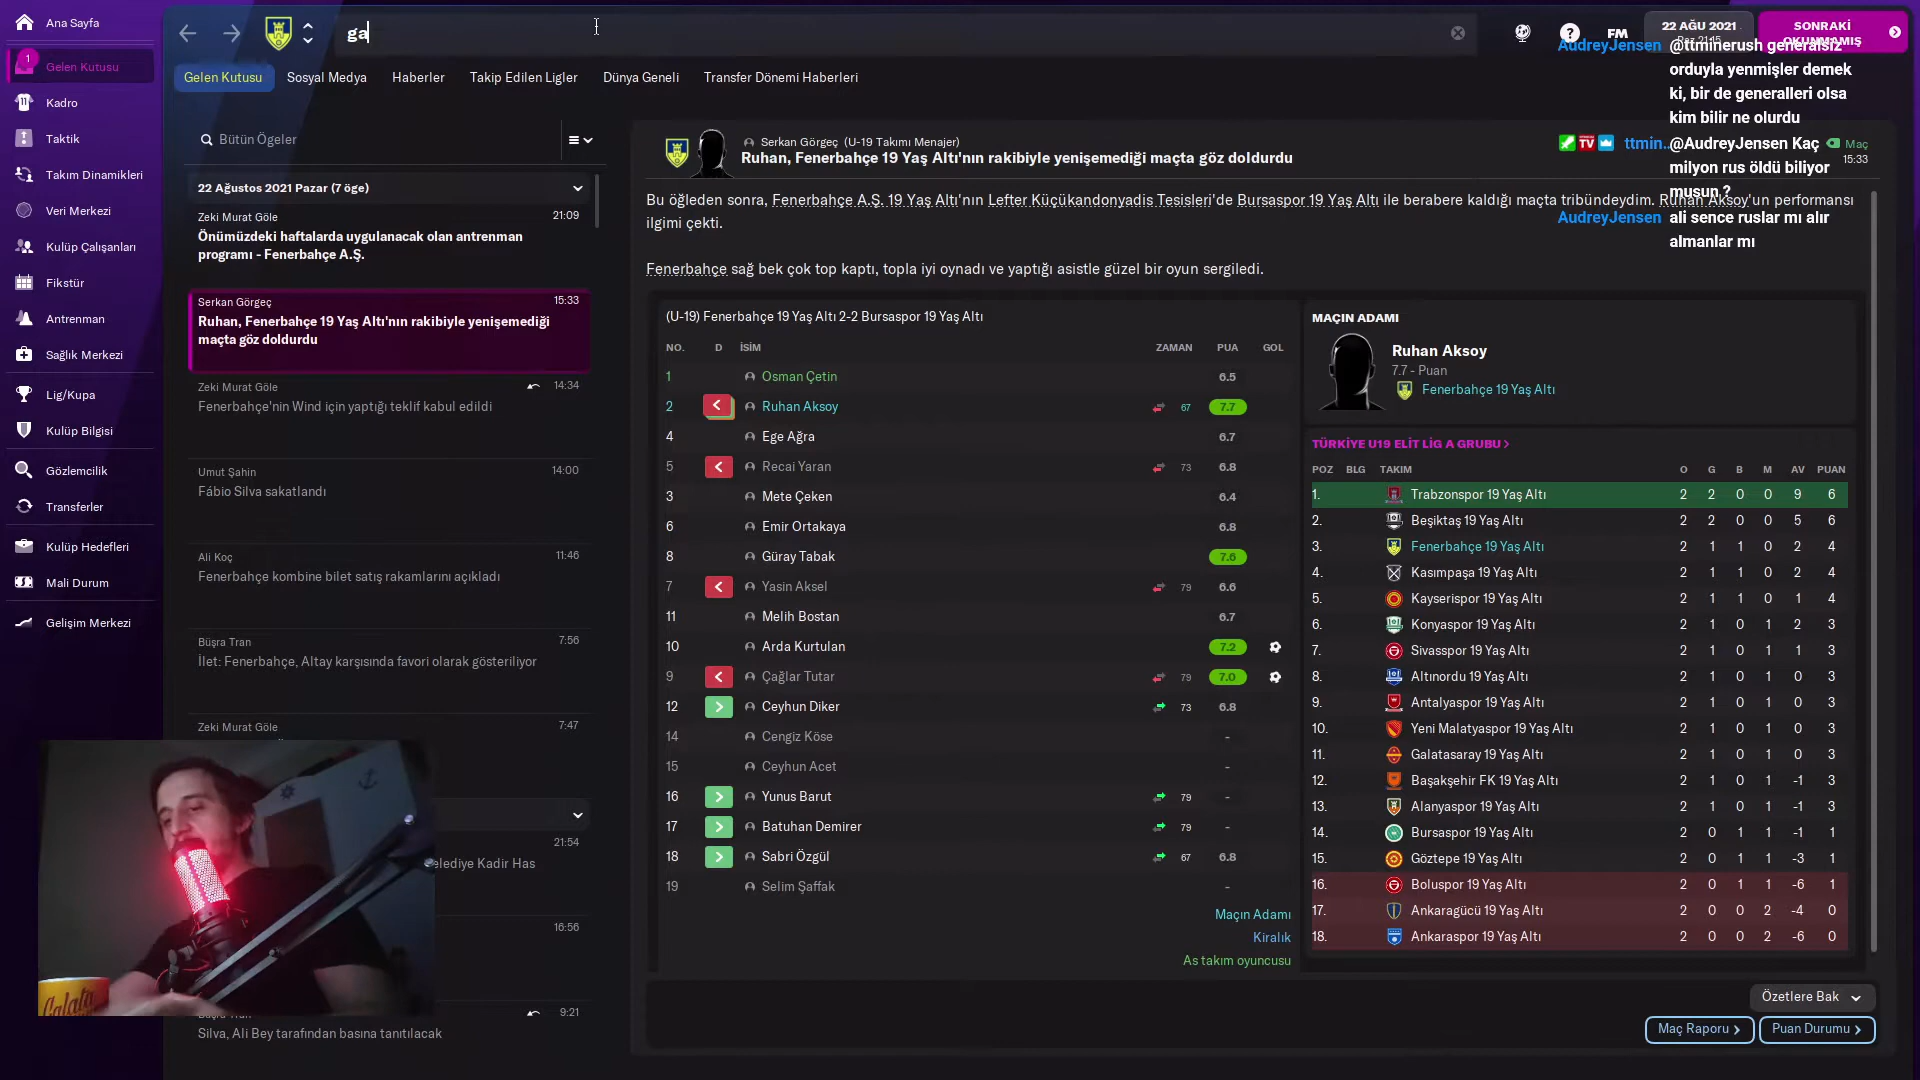 Ana Sayfa
1
Gelen Kutusu
Kadro
Taktik
Takım Dinamikleri
Veri Merkezi
Kulüp Çalışanları
Fikstür
Antrenman
Sağlık Merkezi
Lig/Kupa
Kulüp Bilgisi
Gözlemcilik
Transferler
Kulüp Hedefleri
Mali Durum
Gelişim Merkezi
ga
FM
22 AĞU 2021
SONRAKİ
Gelen Kutusu Sosyal Medya Haberler Takip Edilen Ligler Dünya Geneli Transfer Dönemi Haberleri
AudreyJensen @ttminerush generalsiz
orduyla yenmişler demek
ki, bir de generalleri olsa
kim bilir ne olurdu
ttmin.. @AudreyJensen Kaç
milyon rus öldü biliyor
musun ?
AudreyJensen ali sence ruslar mı alır
almanlar mı
Bütün Ögeler
22 Ağustos 2021 Pazar (7 öge)
Zeki Murat Göle 21:09
Önümüzdeki haftalarda uygulanacak olan antrenman
programı - Fenerbahçe A.Ş.
Serkan Görgeç 15:33
Ruhan, Fenerbahçe 19 Yaş Altı'nın rakibiyle yenişemediği
maçta göz doldurdu
Zeki Murat Göle 14:34
Fenerbahçe'nin Wind için yaptığı teklif kabul edildi
Umut Şahin 14:00
Fábio Silva sakatlandı
Ali Koç 11:46
Fenerbahçe kombine bilet satış rakamlarını açıkladı
Büşra Tran 7:56
İlet: Fenerbahçe, Altay karşısında favori olarak gösteriliyor
Zeki Murat Göle 7:47
21:54
elediye Kadir Has
16:56
9:21
Silva, Ali Bey tarafından basına tanıtılacak
Serkan Görgeç (U-19 Takımı Menajer)
Ruhan, Fenerbahçe 19 Yaş Altı'nın rakibiyle yenişemediği maçta göz doldurdu
TV
Maç
15:33
Bu öğleden sonra, Fenerbahçe A.Ş. 19 Yaş Altı'nın Lefter Küçükandonyadis Tesisleri'de Bursaspor 19 Yaş Altı ile berabere kaldığı maçta tribündeydim. Ruhan Aksoy'un performansı
ilgimi çekti.
Fenerbahçe sağ bek çok top kaptı, topla iyi oynadı ve yaptığı asistle güzel bir oyun sergiledi.
(U-19) Fenerbahçe 19 Yaş Altı 2-2 Bursaspor 19 Yaş Altı
NO. D İSİM ZAMAN PUA GOL
1 Osman Çetin 6.5
2 Ruhan Aksoy 67 7.7
4 Ege Ağra 6.7
5 Recai Yaran 73 6.8
3 Mete Çeken 6.4
6 Emir Ortakaya 6.8
8 Güray Tabak 7.6
7 Yasin Aksel 79 6.6
11 Melih Bostan 6.7
10 Arda Kurtulan 7.2
9 Çağlar Tutar 79 7.0
12 Ceyhun Diker 73 6.8
14 Cengiz Köse -
15 Ceyhun Acet -
16 Yunus Barut 79 -
17 Batuhan Demirer 79 -
18 Sabri Özgül 67 6.8
19 Selim Şaffak -
Maçın Adamı
Kiralık
As takım oyuncusu
MAÇIN ADAMI
Ruhan Aksoy
7.7 - Puan
Fenerbahçe 19 Yaş Altı
TÜRKİYE U19 ELİT LİG A GRUBU
POZ BLG TAKIM O G B M AV PUAN
1. Trabzonspor 19 Yaş Altı 2 2 0 0 9 6
2. Beşiktaş 19 Yaş Altı 2 2 0 0 5 6
3. Fenerbahçe 19 Yaş Altı 2 1 1 0 2 4
4. Kasımpaşa 19 Yaş Altı 2 1 1 0 2 4
5. Kayserispor 19 Yaş Altı 2 1 1 0 1 4
6. Konyaspor 19 Yaş Altı 2 1 0 1 2 3
7. Sivasspor 19 Yaş Altı 2 1 0 1 1 3
8. Altınordu 19 Yaş Altı 2 1 0 1 0 3
9. Antalyaspor 19 Yaş Altı 2 1 0 1 0 3
10. Yeni Malatyaspor 19 Yaş Altı 2 1 0 1 0 3
11. Galatasaray 19 Yaş Altı 2 1 0 1 0 3
12. Başakşehir FK 19 Yaş Altı 2 1 0 1 -1 3
13. Alanyaspor 19 Yaş Altı 2 1 0 1 -1 3
14. Bursaspor 19 Yaş Altı 2 0 1 1 -1 1
15. Göztepe 19 Yaş Altı 2 0 1 1 -3 1
16. Boluspor 19 Yaş Altı 2 0 1 1 -6 1
17. Ankaragücü 19 Yaş Altı 2 0 0 2 -4 0
18. Ankaraspor 19 Yaş Altı 2 0 0 2 -6 0
Özetlere Bak
Maç Raporu
Puan Durumu